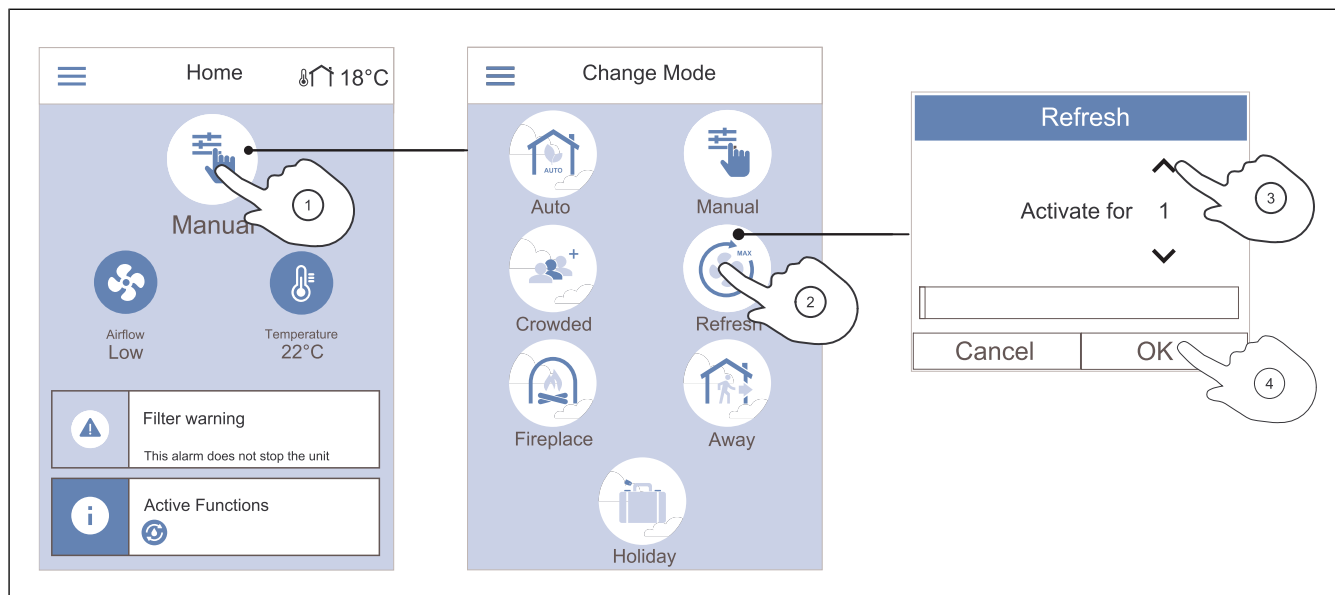 Home
18°C
Manual
1
Airflow
Low
Temperature
22°C
Filter warning
This alarm does not stop the unit
i
Active Functions
Change Mode
AUTO
Auto
Manual
+
Crowded
MAX
Refresh
2
Fireplace
Away
Holiday
Refresh
Activate for 1
3
Cancel
OK
4